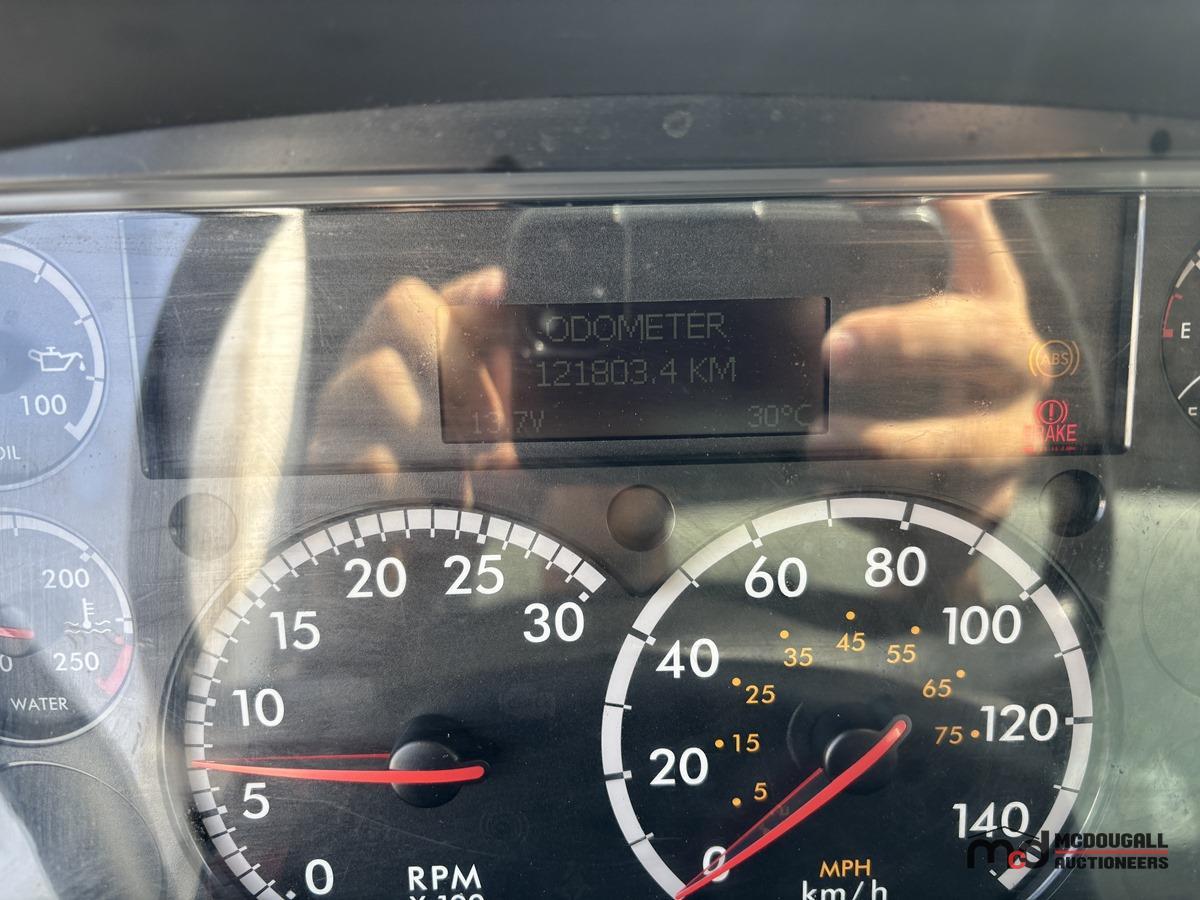 ODOMETER
121803.4 KM
13.7V 30°C
ABS
BRAKE
100
OIL
E
200
250
WATER
0
5
10
15
20
25
30
RPM
X 100
0
20
40
60
80
100
120
140
5
15
25
35
45
55
65
75
MPH
km/h
mcd MCDOUGALL
AUCTIONEERS